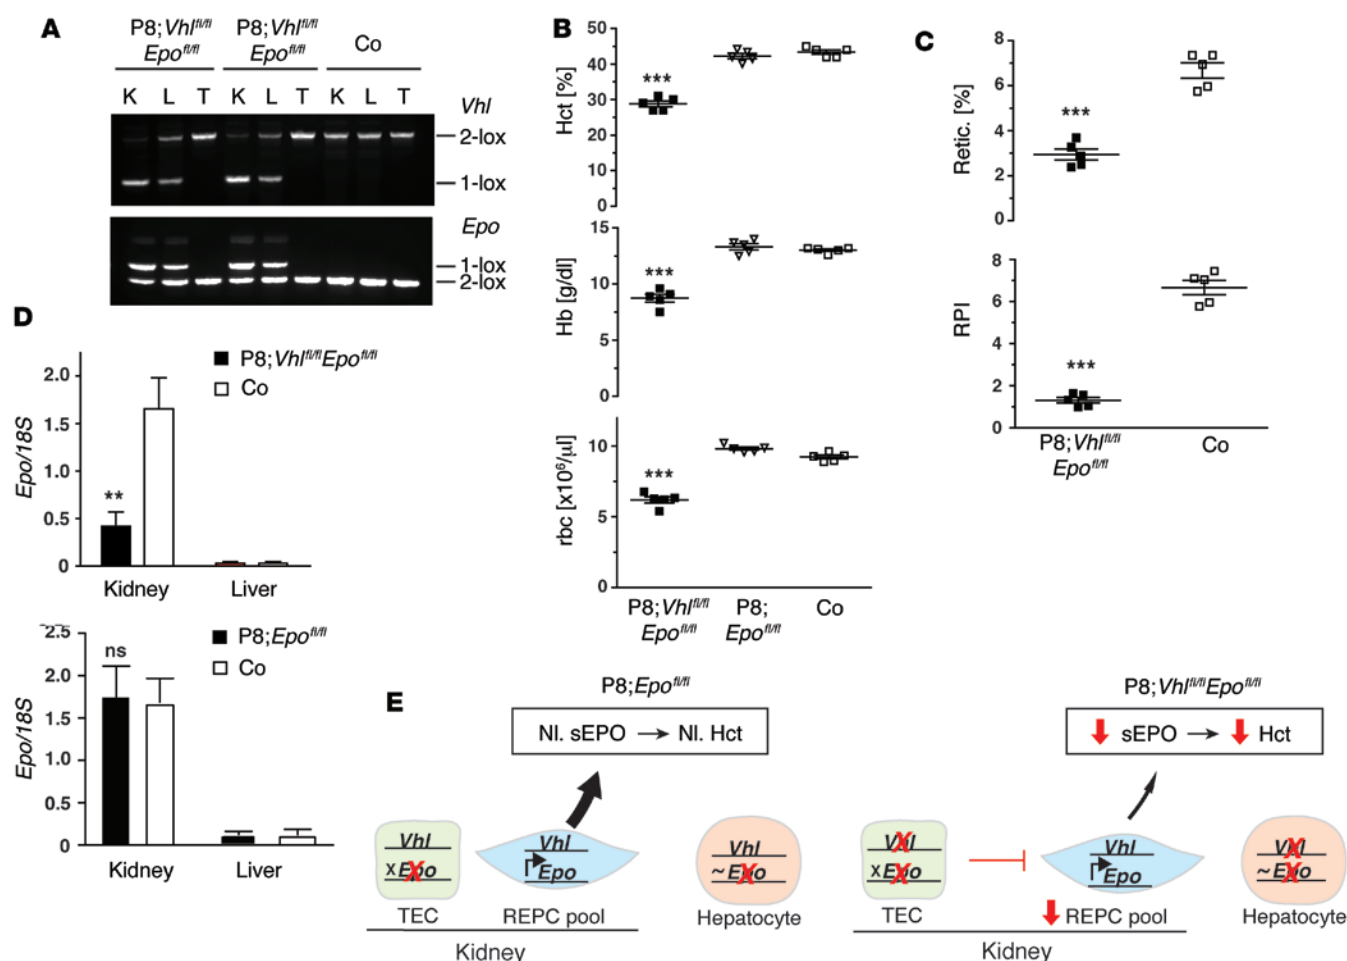 A
P8;Vhlfl/fl P8;Vhlfl/fl
Epofl/fl Epofl/fl Co
K L T K L T K L T
Vhl
2-lox
1-lox
Epo
1-lox
2-lox
B
50
40
30
20
10
0
Hct [%]
***
15
10
5
0
Hb [g/dl]
***
10
5
0
rbc [x10⁶/µl]
***
P8;Vhlfl/fl P8; Co
Epofl/fl Epofl/fl
C
8
6
4
2
0
Retic. [%]
***
8
6
4
2
0
RPI
***
P8;Vhlfl/fl Co
Epofl/fl
D
P8;Vhlfl/flEpofl/fl
Co
2.0
1.5
1.0
0.5
0
Epo/18S
**
Kidney Liver
P8;Epofl/fl
Co
2.5
2.0
1.5
1.0
0.5
0
Epo/18S
ns
Kidney Liver
E
P8;Epofl/fl
Nl. sEPO → Nl. Hct
Vhl Vhl Vhl
x Epo Epo ~ Epo
TEC REPC pool Hepatocyte
Kidney
P8;Vhlfl/flEpofl/fl
↓ sEPO → ↓ Hct
Vhl Vhl Vhl
x Epo Epo ~ Epo
TEC ↓ REPC pool Hepatocyte
Kidney